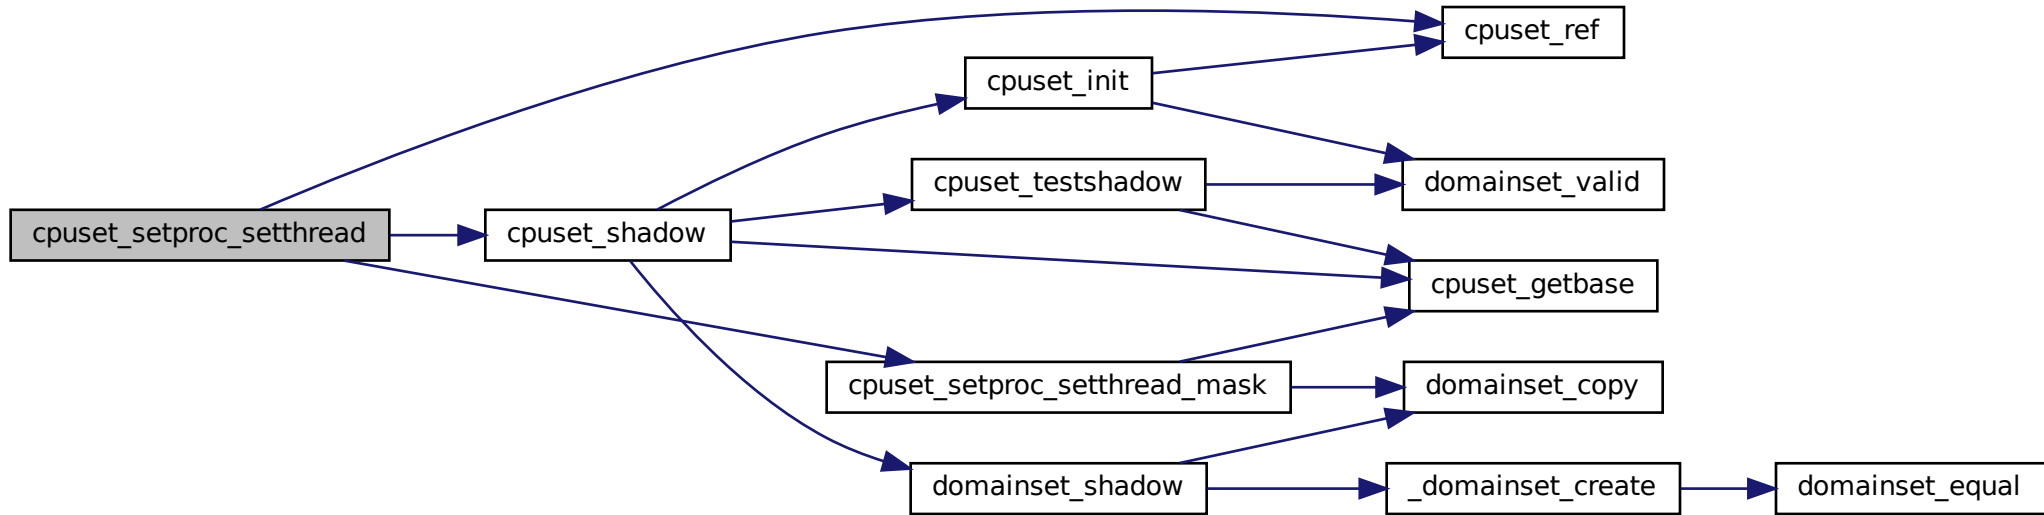 cpuset_ref
cpuset_init
cpuset_testshadow
domainset_valid
cpuset_setproc_setthread
cpuset_shadow
cpuset_getbase
cpuset_setproc_setthread_mask
domainset_copy
domainset_shadow
_domainset_create
domainset_equal